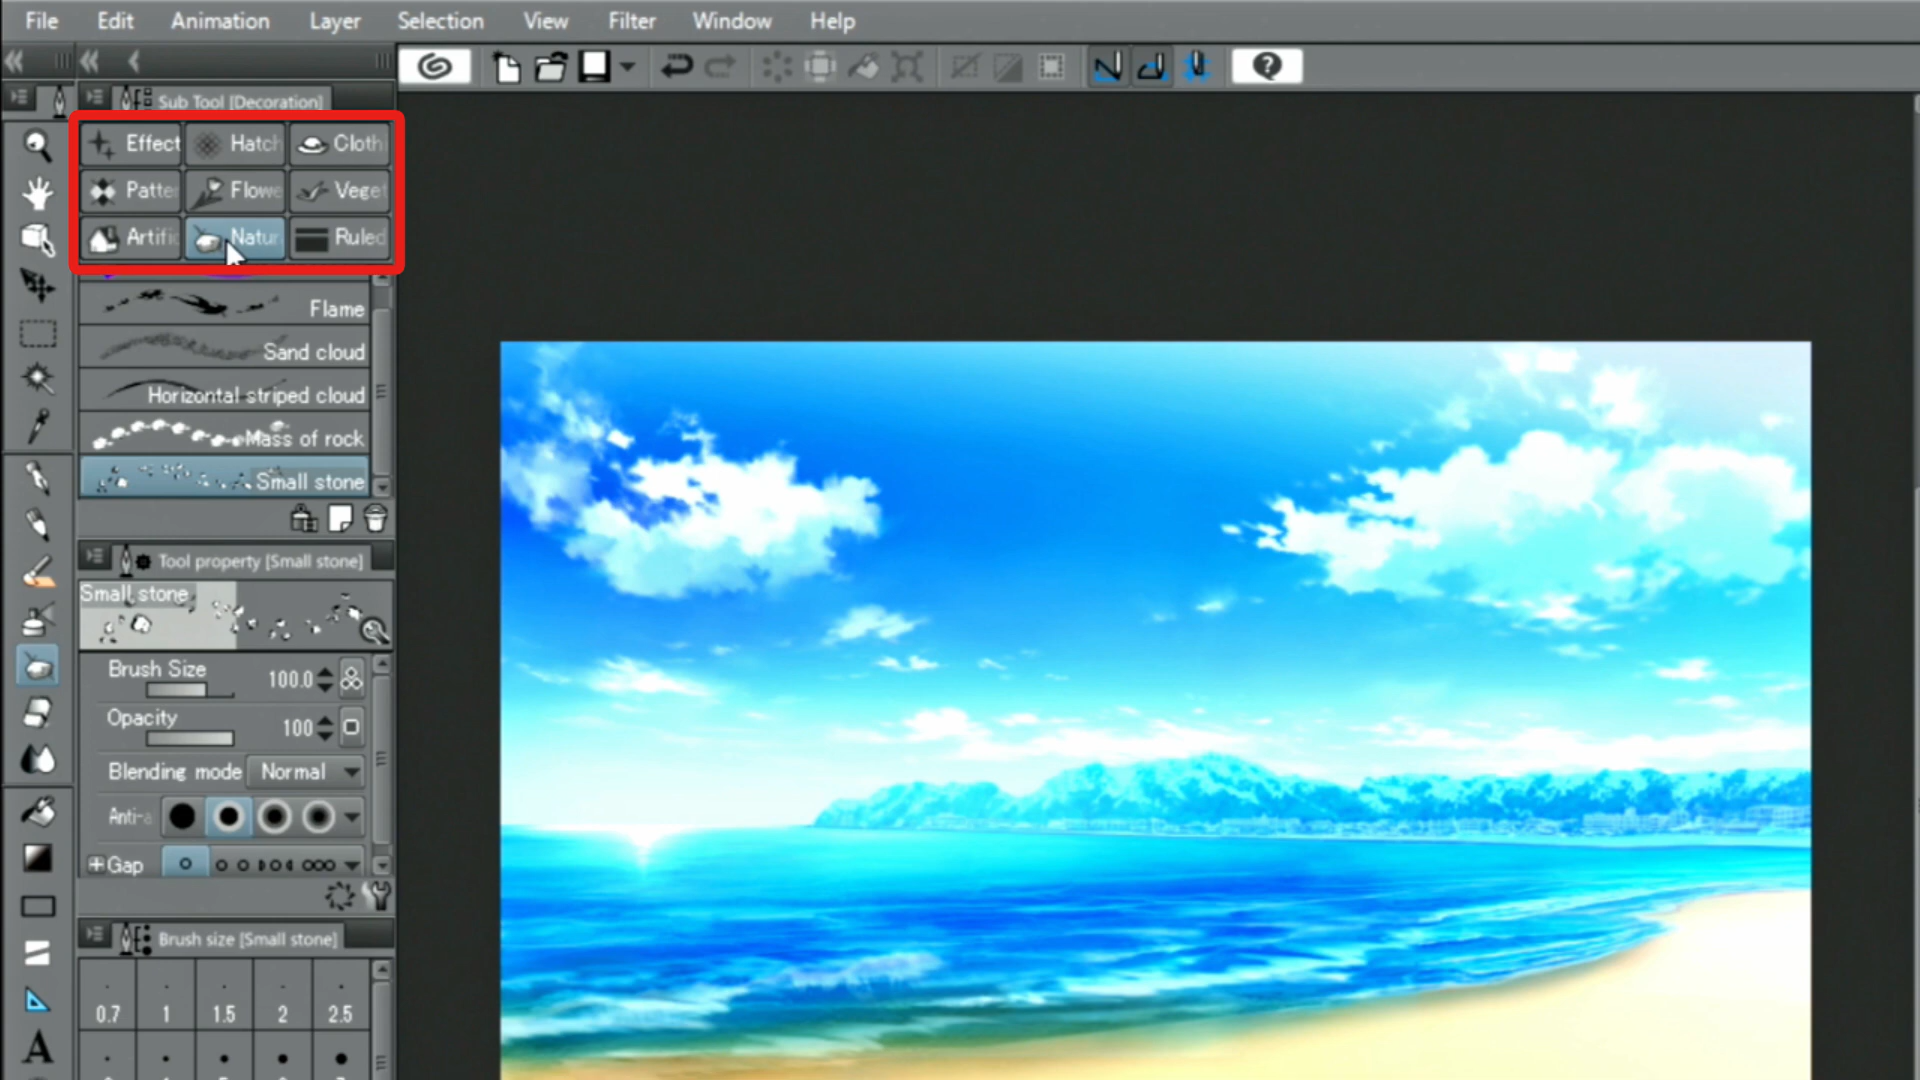 File Edit Animation Layer Selection View Filter Window Help
Sub Tool [Decoration]
Effect Hatch Clothi
Patte Flowe Veget
Artific Natur Ruled
Flame
Sand cloud
Horizontal striped cloud
Mass of rock
Small stone
Tool property [Small stone]
Small stone
Brush Size 100.0
Opacity 100
Blending mode Normal
Anti-a
Gap
Brush size [Small stone]
0.7 1 1.5 2 2.5
A